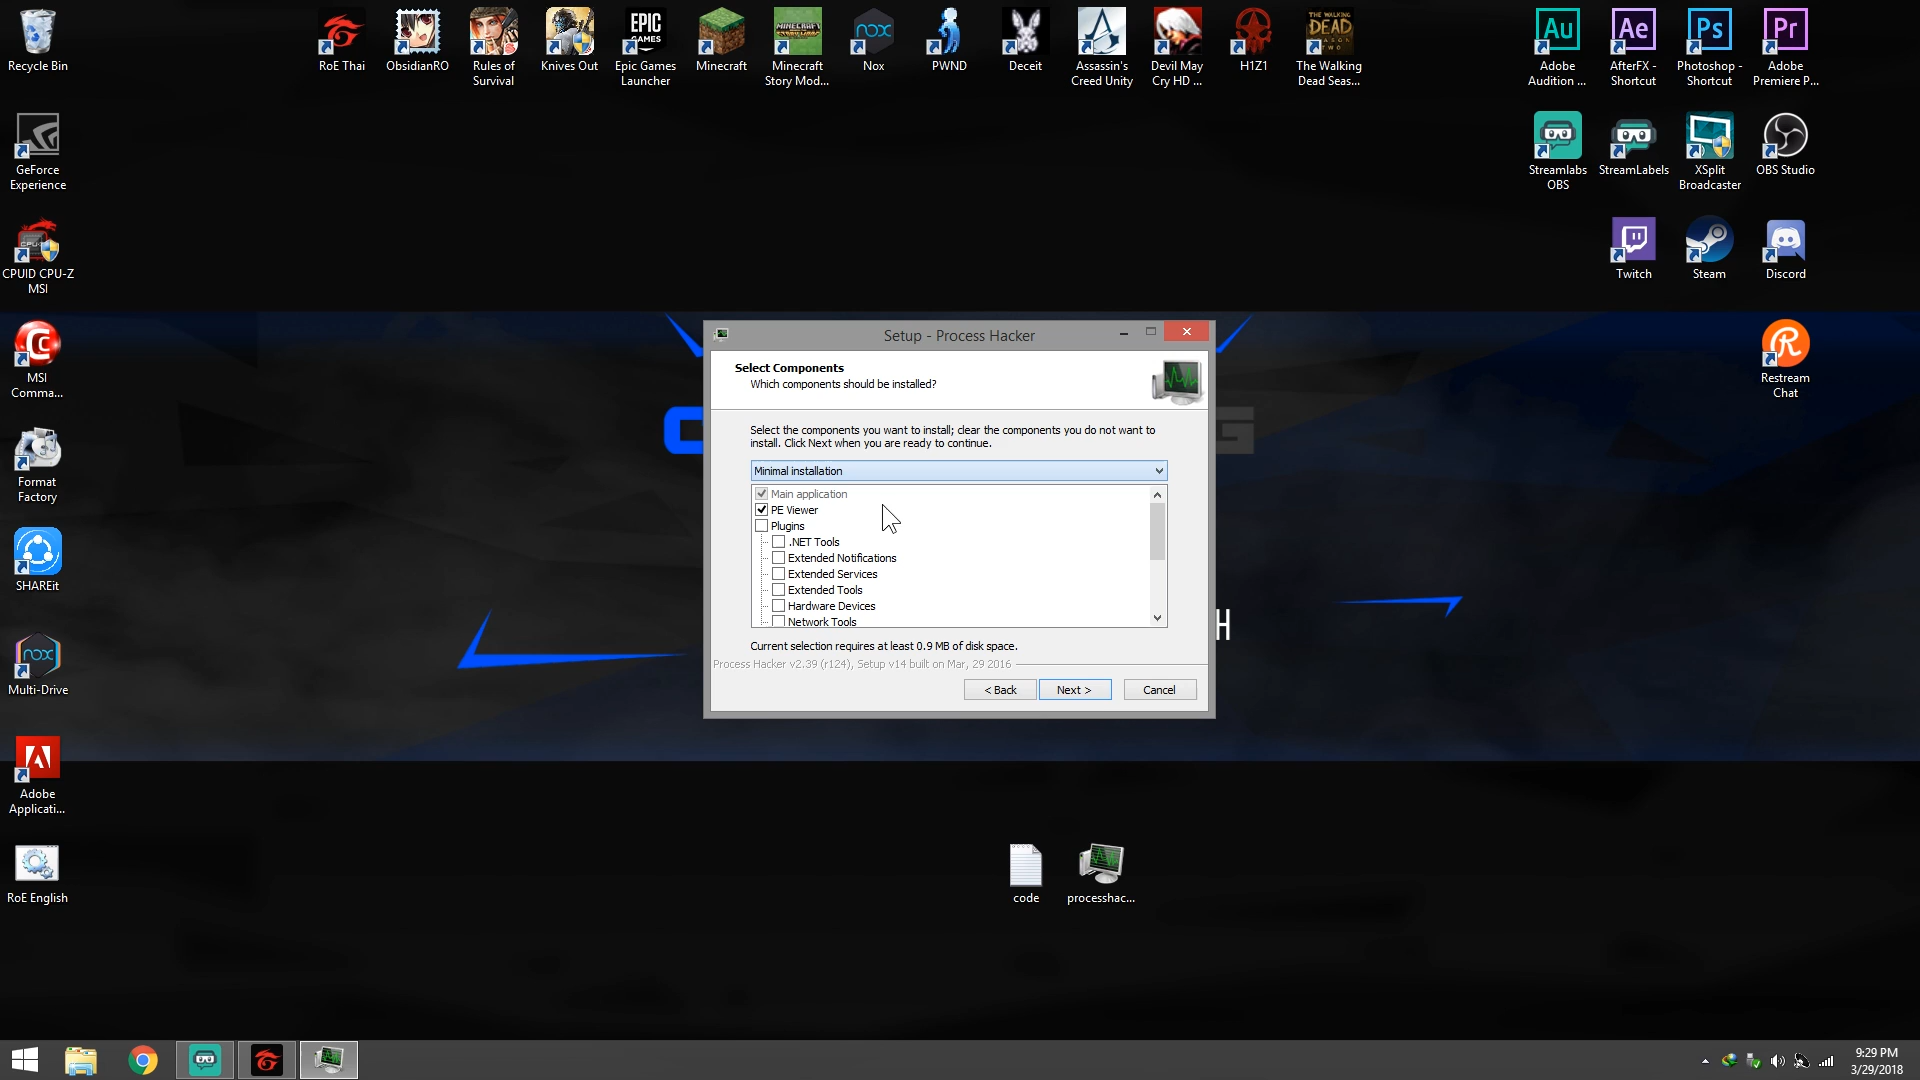 Recycle Bin
RoE Thai
ObsidianRO
Rules of
Survival
Knives Out
EPIC
GAMES
Epic Games
Launcher
Minecraft
MINECRAFT
Minecraft
Story Mod...
nox
Nox
PWND
Deceit
Assassin's
Creed Unity
Devil May
Cry HD ...
H1Z1
THE WALKING
DEAD
The Walking
Dead Seas...
Au
Adobe
Audition ...
Ae
AfterFX -
Shortcut
Ps
Photoshop -
Shortcut
Pr
Adobe
Premiere P...
GeForce
Experience
Streamlabs
OBS
StreamLabels
XSplit
Broadcaster
OBS Studio
CPUID CPU-Z
MSI
Twitch
Steam
Discord
MSI
Comma...
Restream
Chat
Format
Factory
SHAREit
nox
Multi-Drive
Adobe
Applicati...
RoE English
code
processhac...
Setup - Process Hacker
Select Components
Which components should be installed?
Select the components you want to install; clear the components you do not want to
install. Click Next when you are ready to continue.
Minimal installation
Main application
PE Viewer
Plugins
.NET Tools
Extended Notifications
Extended Services
Extended Tools
Hardware Devices
Network Tools
Current selection requires at least 0.9 MB of disk space.
Process Hacker v2.39 (r124), Setup v14 built on Mar, 29 2016
< Back
Next >
Cancel
9:29 PM
3/29/2018